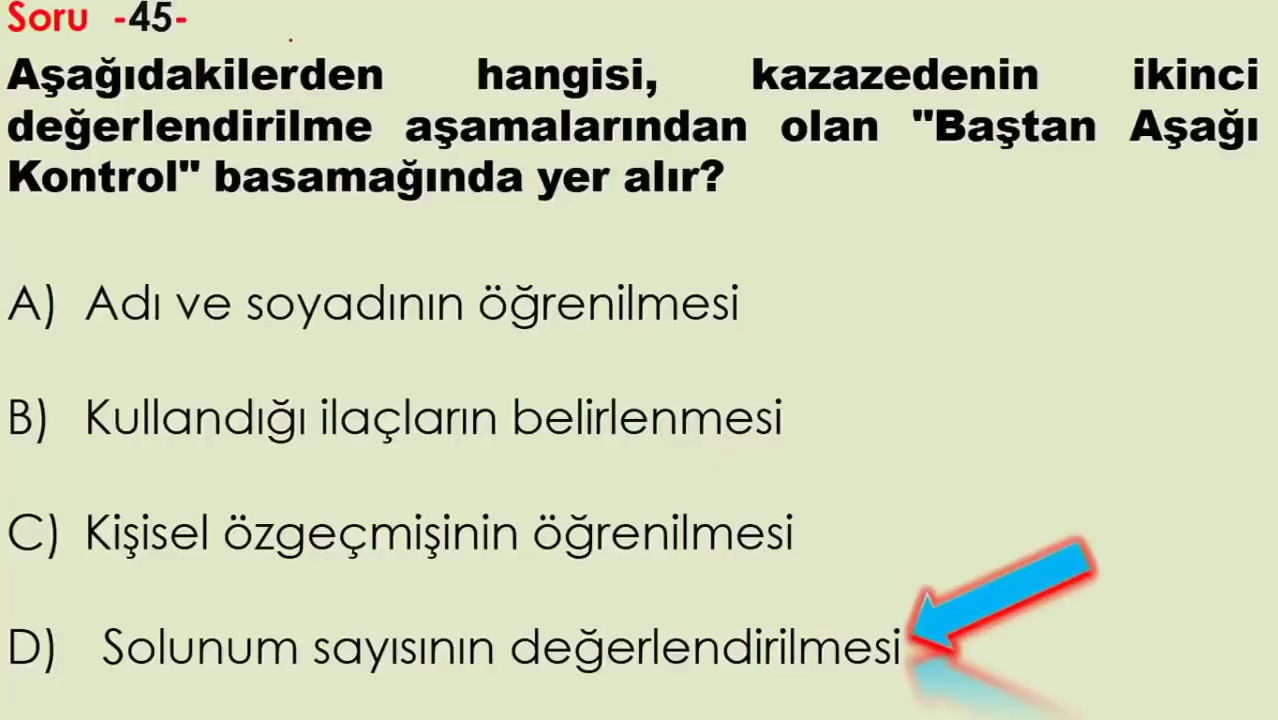 Soru -45-
Aşağıdakilerden hangisi, kazazedenin ikinci
değerlendirilme aşamalarından olan "Baştan Aşağı
Kontrol" basamağında yer alır?
A) Adı ve soyadının öğrenilmesi
B) Kullandığı ilaçların belirlenmesi
C) Kişisel özgeçmişinin öğrenilmesi
D) Solunum sayısının değerlendirilmesi